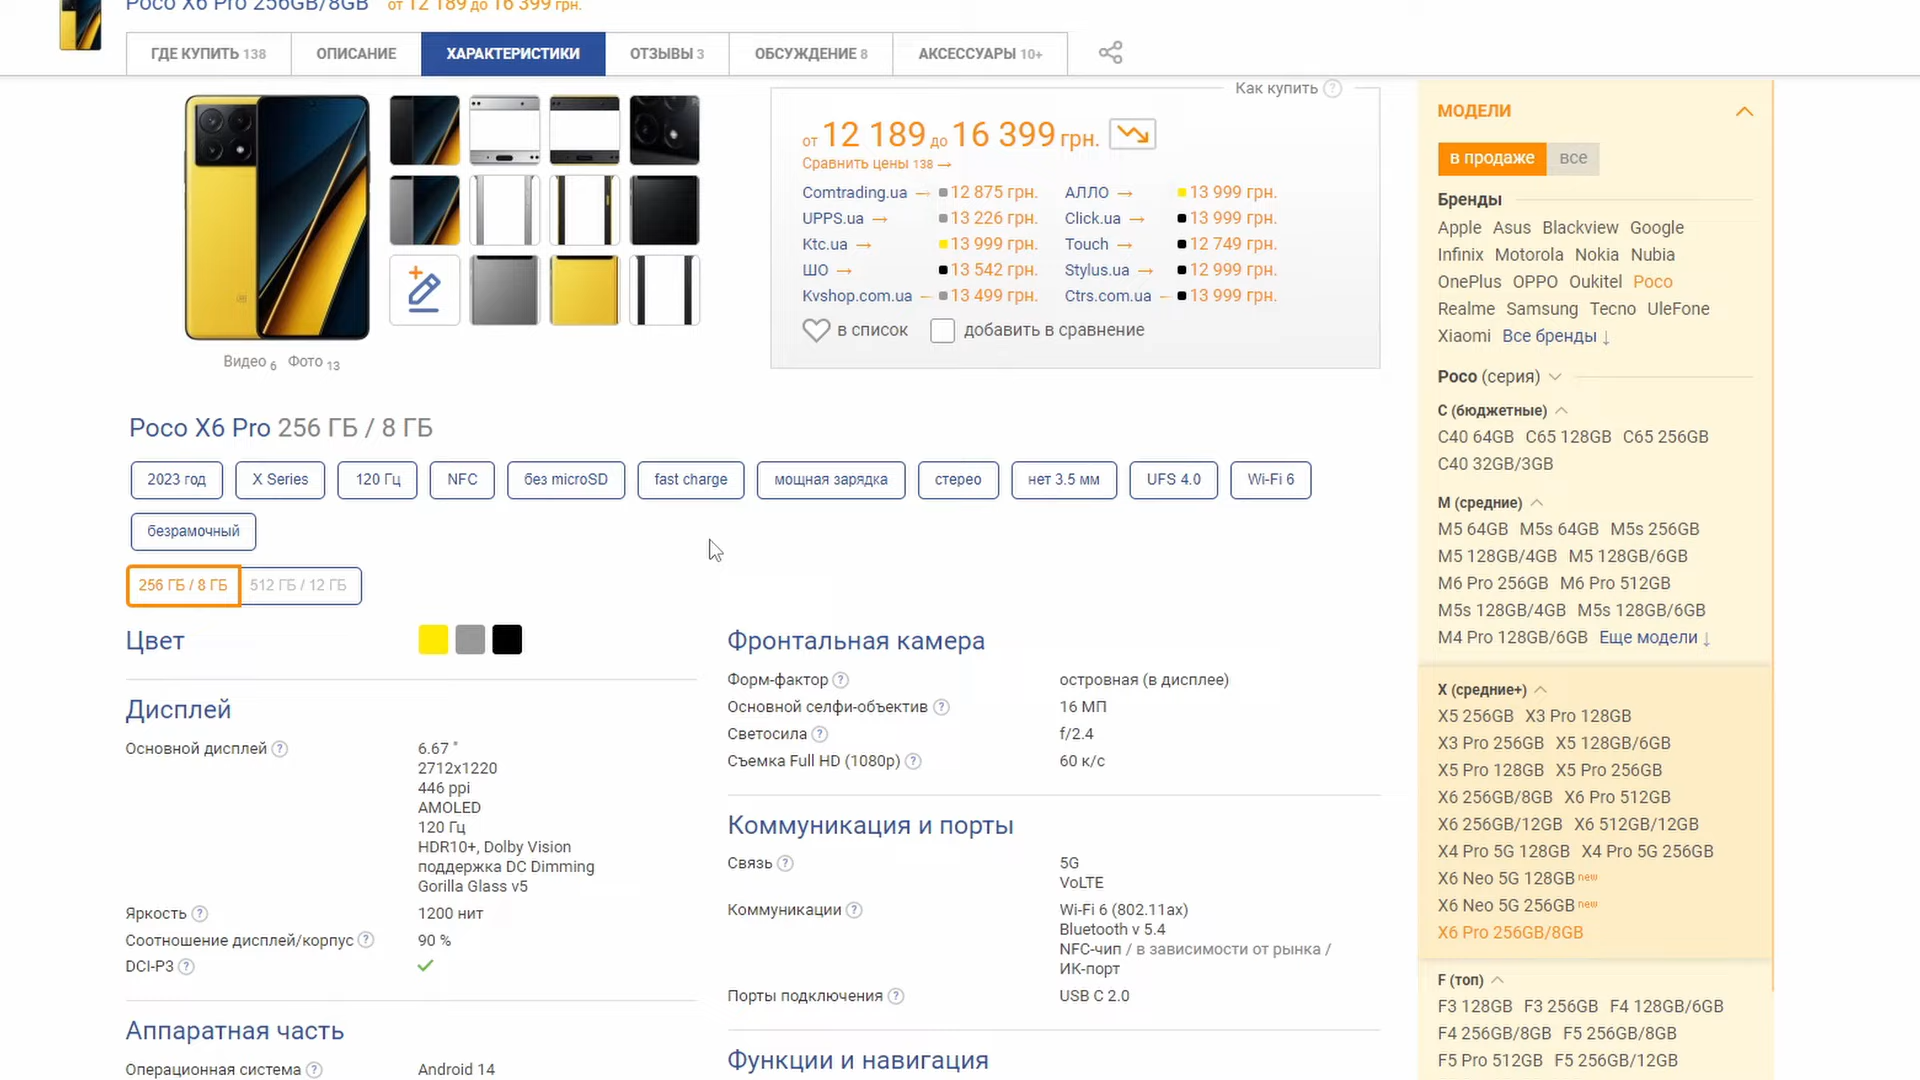 Poco X6 Pro 256GB/8GB от 12 189 до 16 399 грн.
ГДЕ КУПИТЬ 138 ОПИСАНИЕ ХАРАКТЕРИСТИКИ ОТЗЫВЫ 3 ОБСУЖДЕНИЕ 8 АКСЕССУАРЫ 10+
Как купить ?
от 12 189 до 16 399 грн.
Сравнить цены 138 →
Comtrading.ua → 12 875 грн. АЛЛО → 13 999 грн.
UPPS.ua → 13 226 грн. Click.ua → 13 999 грн.
Ktc.ua → 13 999 грн. Touch → 12 749 грн.
ШО → 13 542 грн. Stylus.ua → 12 999 грн.
Kvshop.com.ua → 13 499 грн. Ctrs.com.ua → 13 999 грн.
в список добавить в сравнение
Видео 6 Фото 13
Poco X6 Pro 256 ГБ / 8 ГБ
2023 год X Series 120 Гц NFC без microSD fast charge мощная зарядка стерео нет 3.5 мм UFS 4.0 Wi-Fi 6
безрамочный
256 ГБ / 8 ГБ 512 ГБ / 12 ГБ
Цвет
Дисплей
Основной дисплей ? 6.67 "
2712x1220
446 ppi
AMOLED
120 Гц
HDR10+, Dolby Vision
поддержка DC Dimming
Gorilla Glass v5
Яркость ? 1200 нит
Соотношение дисплей/корпус ? 90 %
DCI-P3 ?
Аппаратная часть
Операционная система ? Android 14
Фронтальная камера
Форм-фактор ? островная (в дисплее)
Основной селфи-объектив ? 16 МП
Светосила ? f/2.4
Съемка Full HD (1080p) ? 60 к/с
Коммуникация и порты
Связь ? 5G
VoLTE
Коммуникации ? Wi-Fi 6 (802.11ax)
Bluetooth v 5.4
NFC-чип / в зависимости от рынка /
ИК-порт
Порты подключения ? USB C 2.0
Функции и навигация
МОДЕЛИ
в продаже все
Бренды
Apple Asus Blackview Google
Infinix Motorola Nokia Nubia
OnePlus OPPO Oukitel Poco
Realme Samsung Tecno UleFone
Xiaomi Все бренды ↓
Poco (серия)
C (бюджетные)
C40 64GB C65 128GB C65 256GB
C40 32GB/3GB
M (средние)
M5 64GB M5s 64GB M5s 256GB
M5 128GB/4GB M5 128GB/6GB
M6 Pro 256GB M6 Pro 512GB
M5s 128GB/4GB M5s 128GB/6GB
M4 Pro 128GB/6GB Еще модели ↓
X (средние+)
X5 256GB X3 Pro 128GB
X3 Pro 256GB X5 128GB/6GB
X5 Pro 128GB X5 Pro 256GB
X6 256GB/8GB X6 Pro 512GB
X6 256GB/12GB X6 512GB/12GB
X4 Pro 5G 128GB X4 Pro 5G 256GB
X6 Neo 5G 128GB new
X6 Neo 5G 256GB new
X6 Pro 256GB/8GB
F (топ)
F3 128GB F3 256GB F4 128GB/6GB
F4 256GB/8GB F5 256GB/8GB
F5 Pro 512GB F5 256GB/12GB